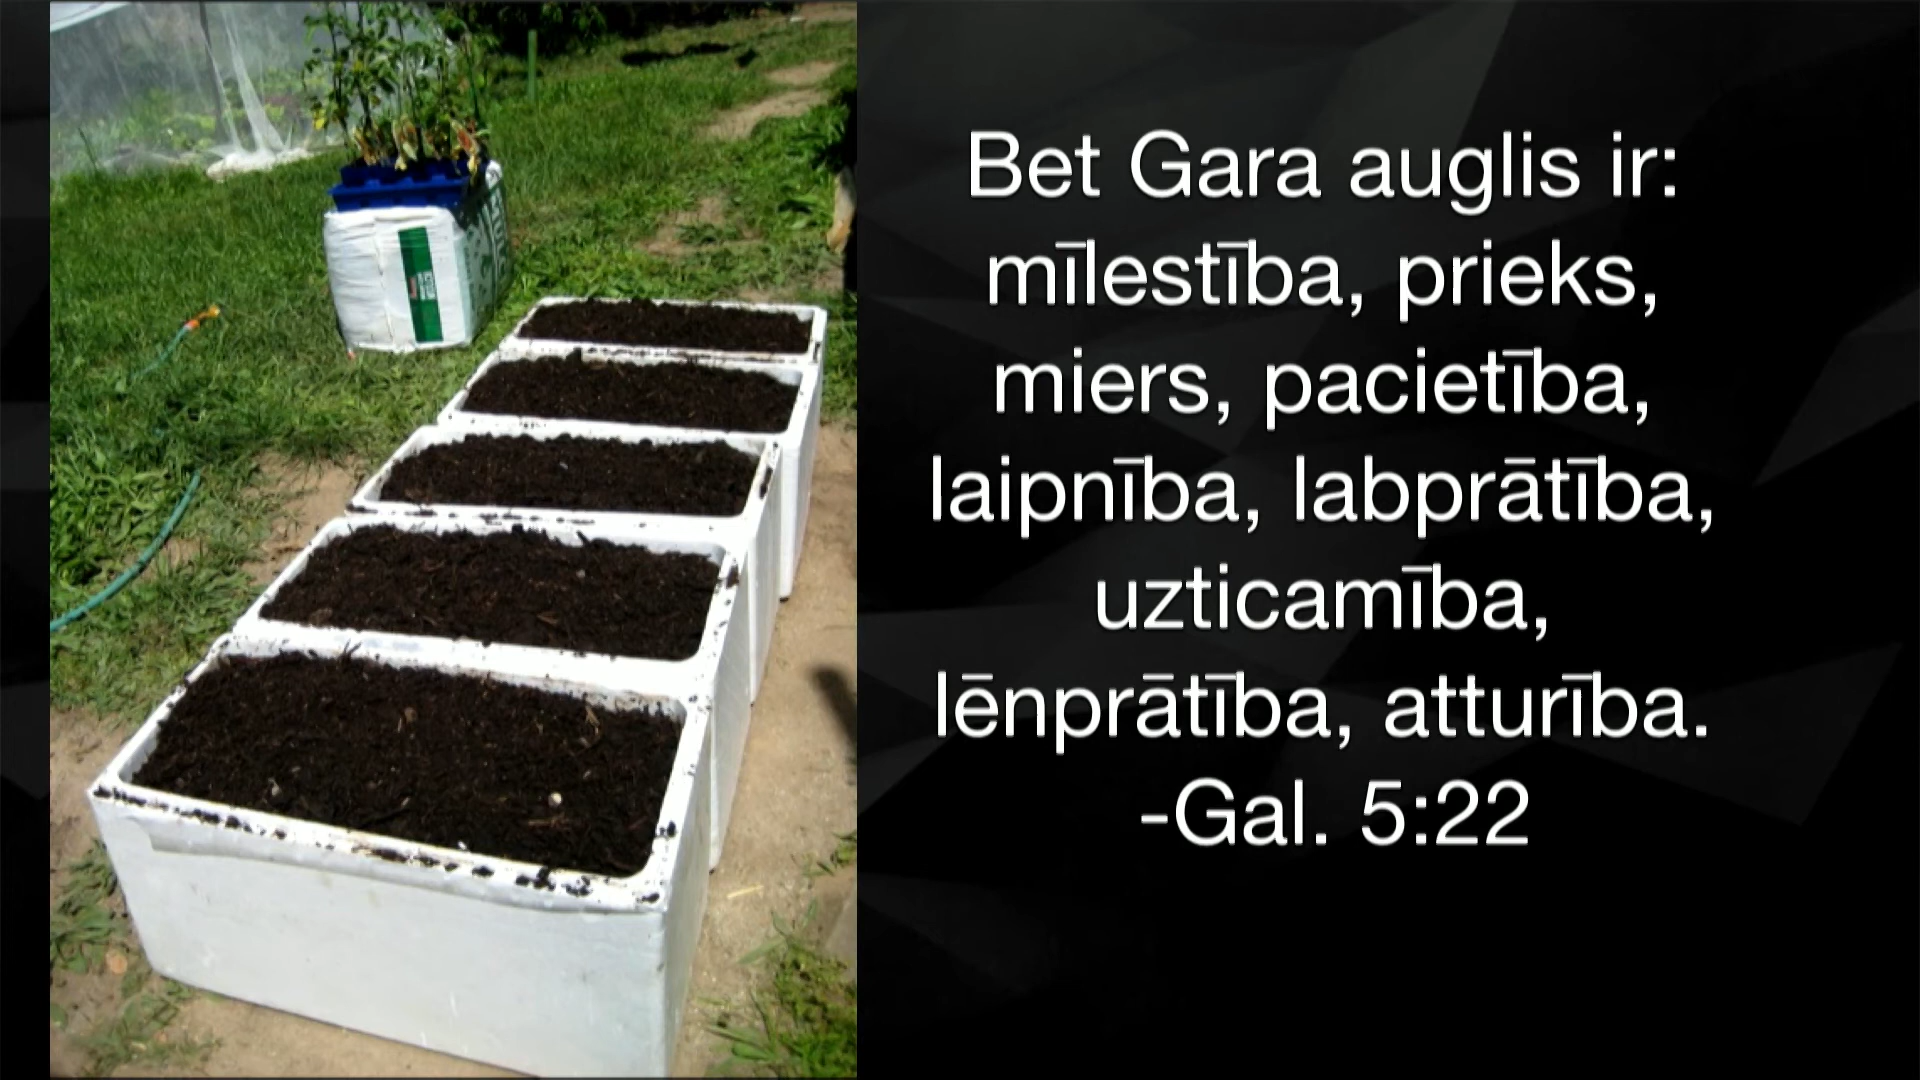 Bet Gara auglis ir:
mīlestība, prieks,
miers, pacietība,
laipnība, labprātība,
uzticamība,
lēnprātība, atturība.
-Gal. 5:22